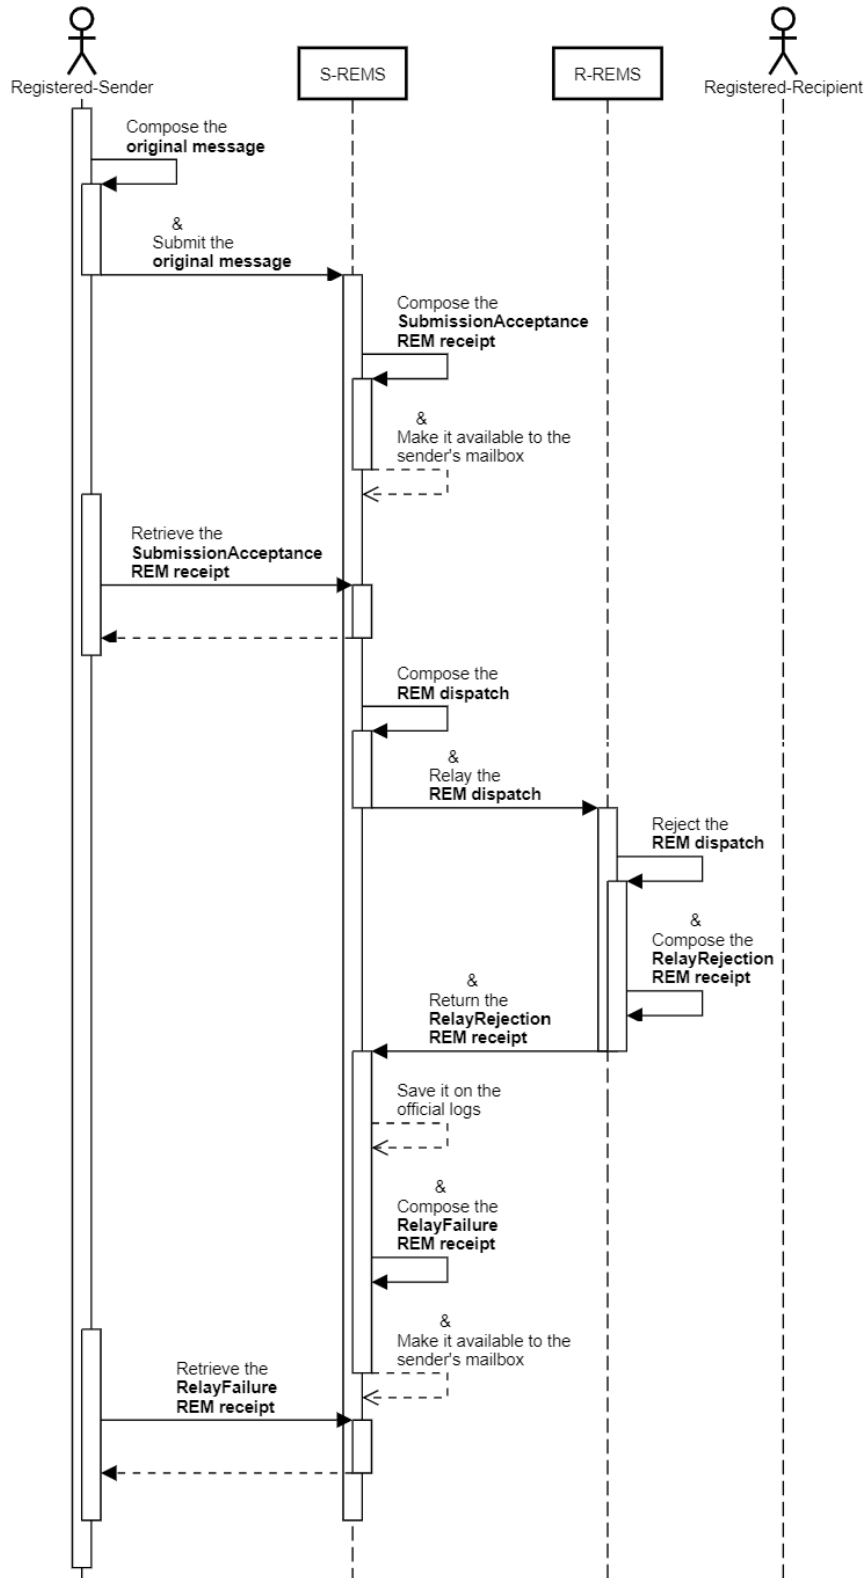 Registered-Sender
S-REMS
R-REMS
Registered-Recipient
Compose the
original message
&
Submit the
original message
Compose the
SubmissionAcceptance
REM receipt
&
Make it available to the
sender's mailbox
Retrieve the
SubmissionAcceptance
REM receipt
Compose the
REM dispatch
&
Relay the
REM dispatch
Reject the
REM dispatch
&
Compose the
RelayRejection
REM receipt
&
Return the
RelayRejection
REM receipt
Save it on the
official logs
&
Compose the
RelayFailure
REM receipt
&
Make it available to the
sender's mailbox
Retrieve the
RelayFailure
REM receipt